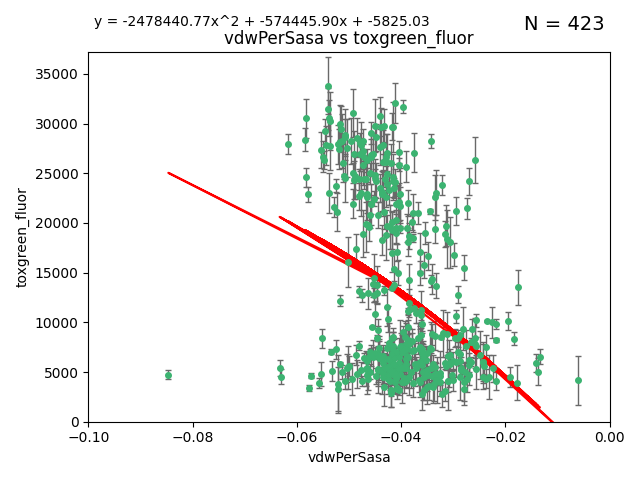 y = -2478440.77x^2 + -574445.90x + -5825.03
N = 423
vdwPerSasa vs toxgreen_fluor
35000
30000
25000
20000
15000
10000
5000
0
toxgreen_fluor
−0.10
−0.08
−0.06
−0.04
−0.02
0.00
vdwPerSasa